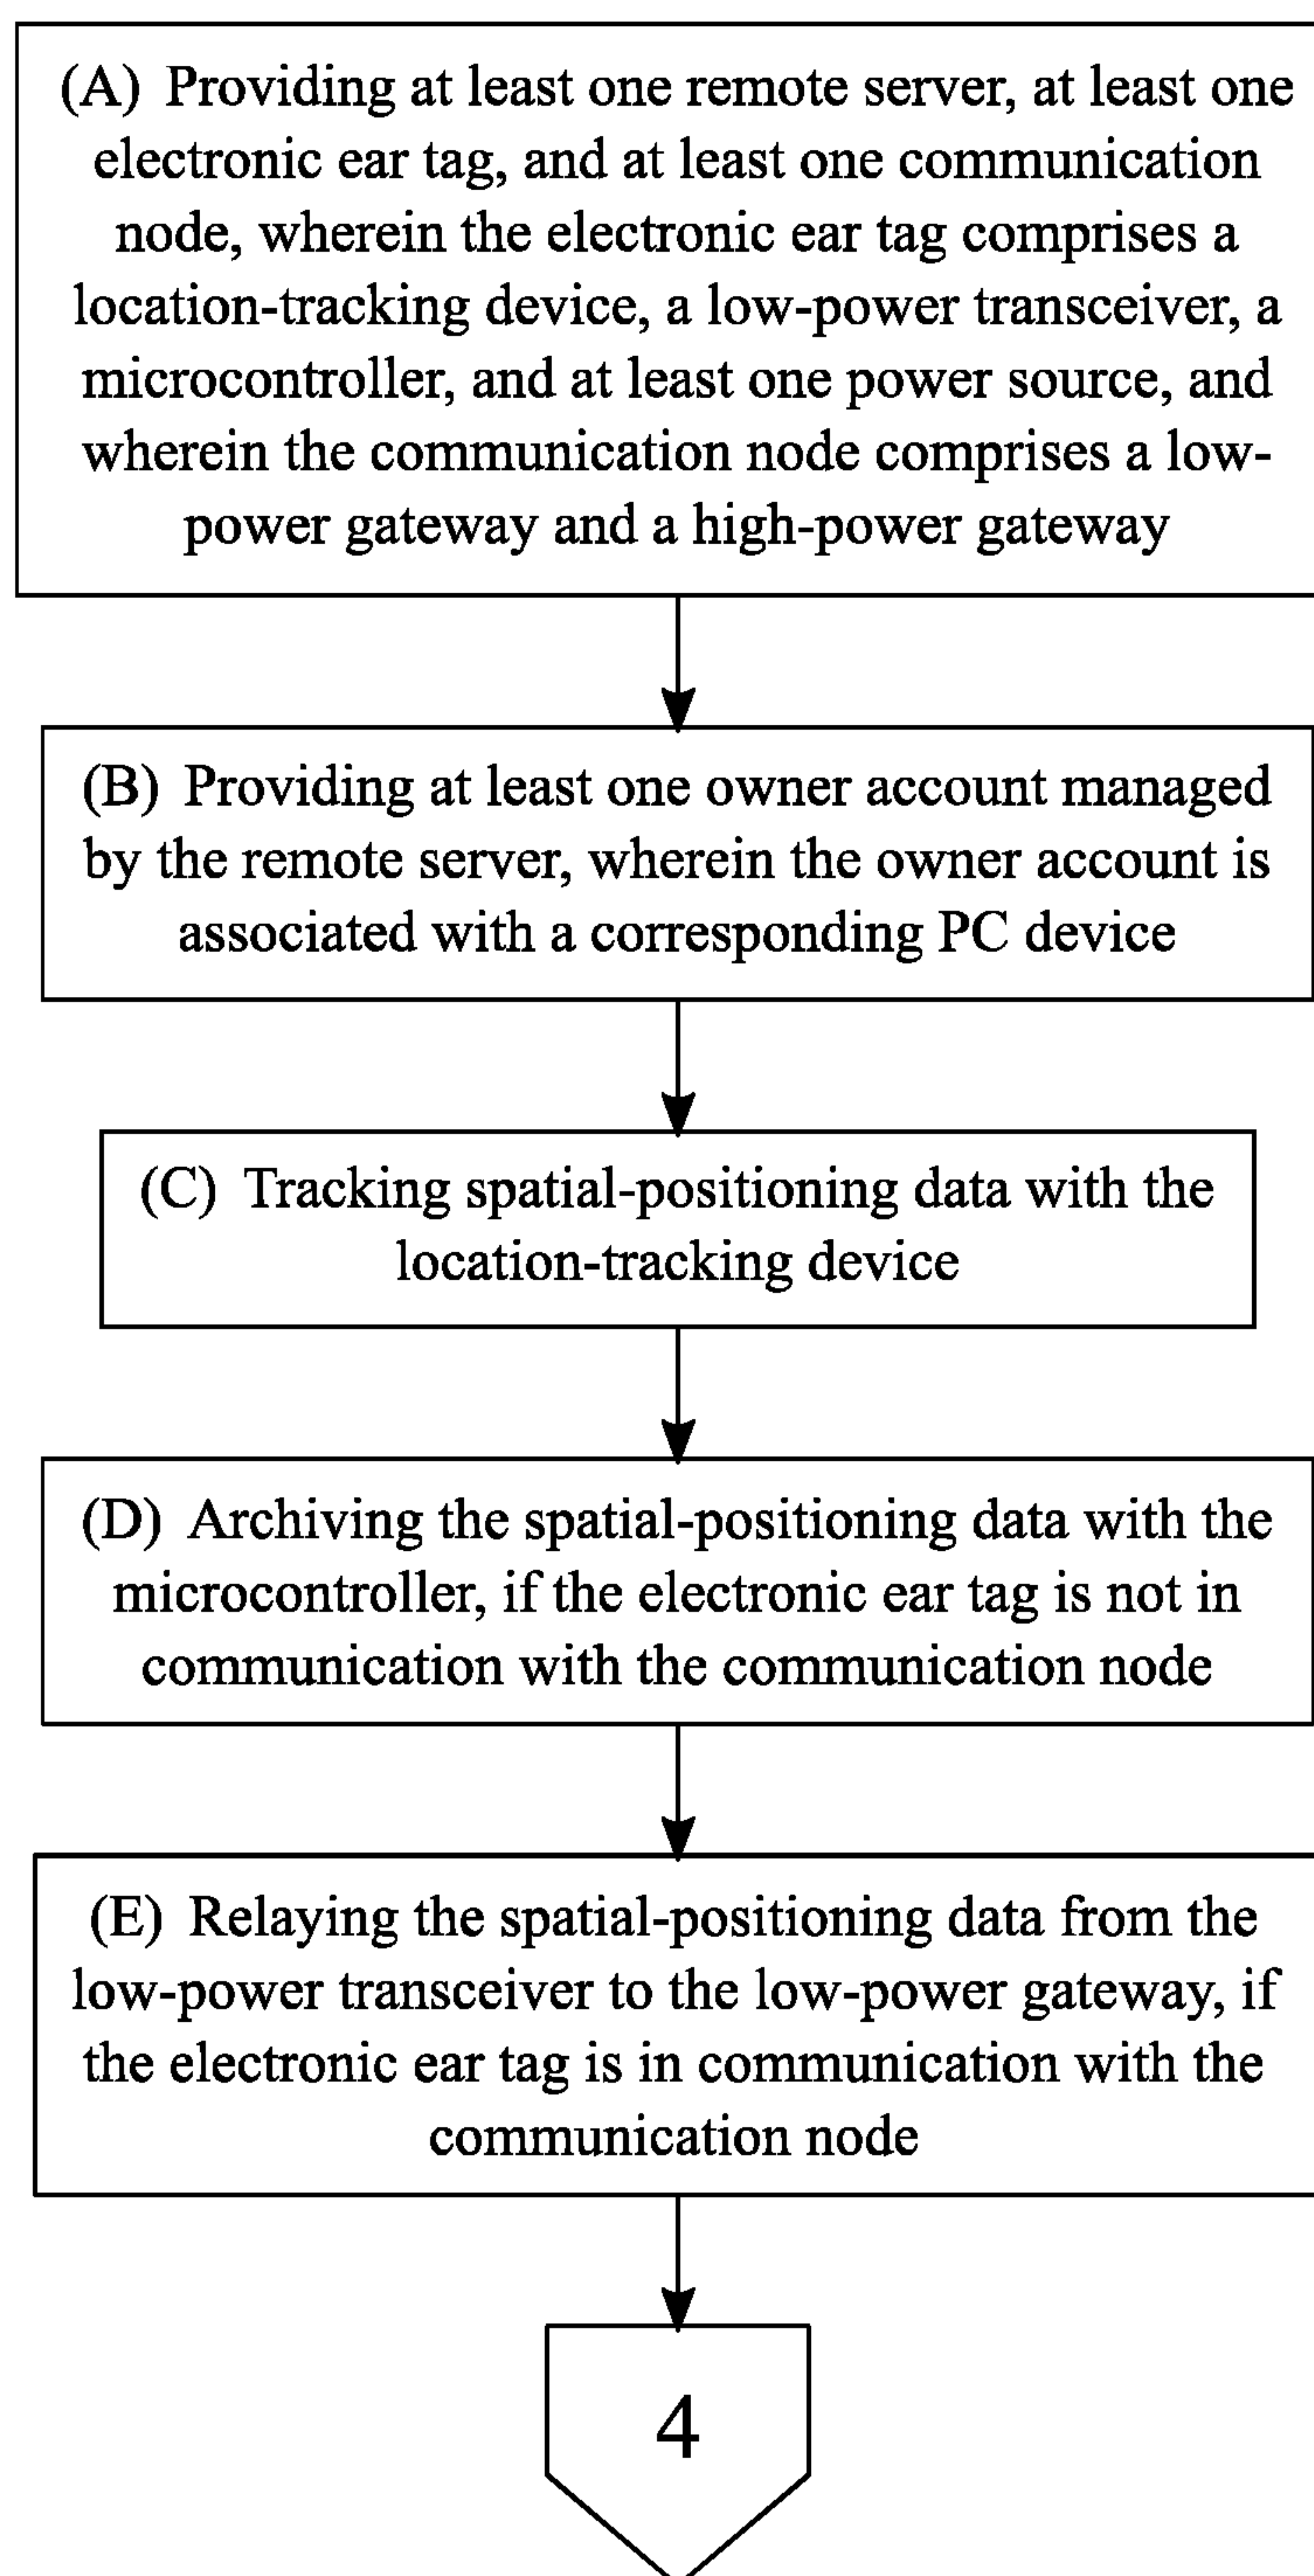 (A) Providing at least one remote server, at least one
electronic ear tag, and at least one communication
node, wherein the electronic ear tag comprises a
location-tracking device, a low-power transceiver, a
microcontroller, and at least one power source, and
wherein the communication node comprises a low-
power gateway and a high-power gateway
(B) Providing at least one owner account managed
by the remote server, wherein the owner account is
associated with a corresponding PC device
(C) Tracking spatial-positioning data with the
location-tracking device
(D) Archiving the spatial-positioning data with the
microcontroller, if the electronic ear tag is not in
communication with the communication node
(E) Relaying the spatial-positioning data from the
low-power transceiver to the low-power gateway, if
the electronic ear tag is in communication with the
communication node
4